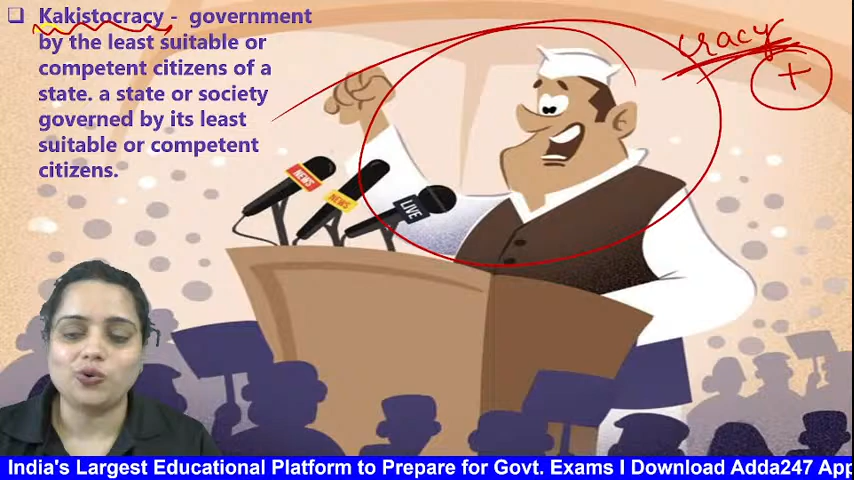 Kakistocracy - government
by the least suitable or
competent citizens of a
state. a state or society
governed by its least
suitable or competent
citizens.
cracy
+
NEWS
NEWS
LIVE
India's Largest Educational Platform to Prepare for Govt. Exams I Download Adda247 App